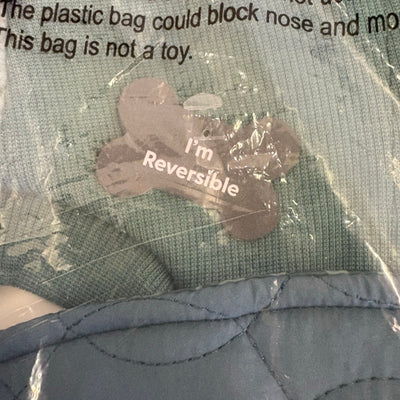 The plastic bag could block nose and mo
This bag is not a toy.
I'm
Reversible